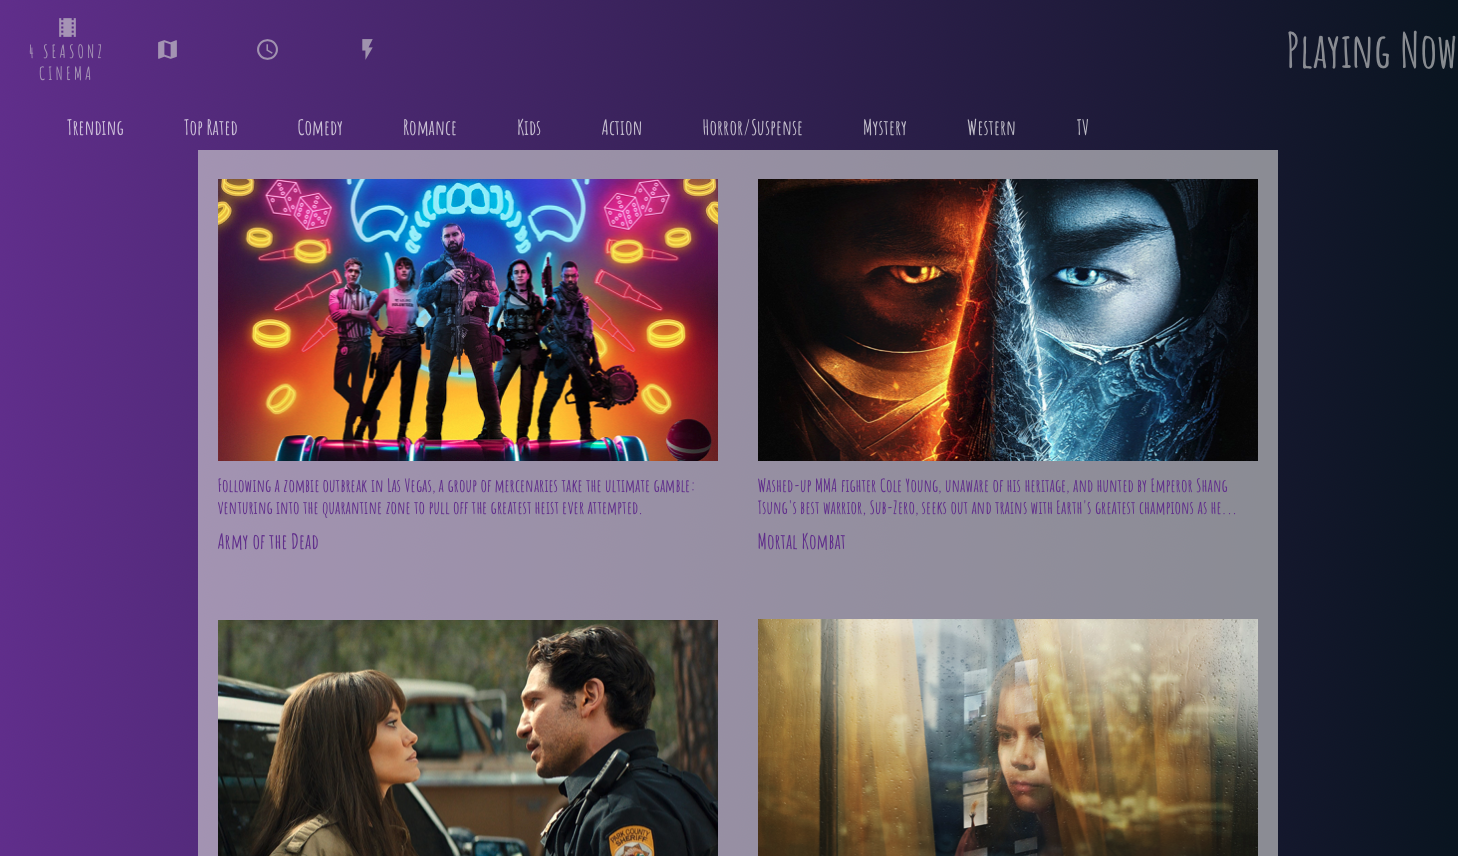 4 SEASONZ
CINEMA
Playing Now
Trending Top Rated Comedy Romance Kids Action Horror/Suspense Mystery Western TV
Following a zombie outbreak in Las Vegas, a group of mercenaries take the ultimate gamble:
venturing into the quarantine zone to pull off the greatest heist ever attempted.
Army of the Dead
Washed-up MMA fighter Cole Young, unaware of his heritage, and hunted by Emperor Shang
Tsung's best warrior, Sub-Zero, seeks out and trains with Earth's greatest champions as he...
Mortal Kombat
PARK COUNTY
SHERIFF